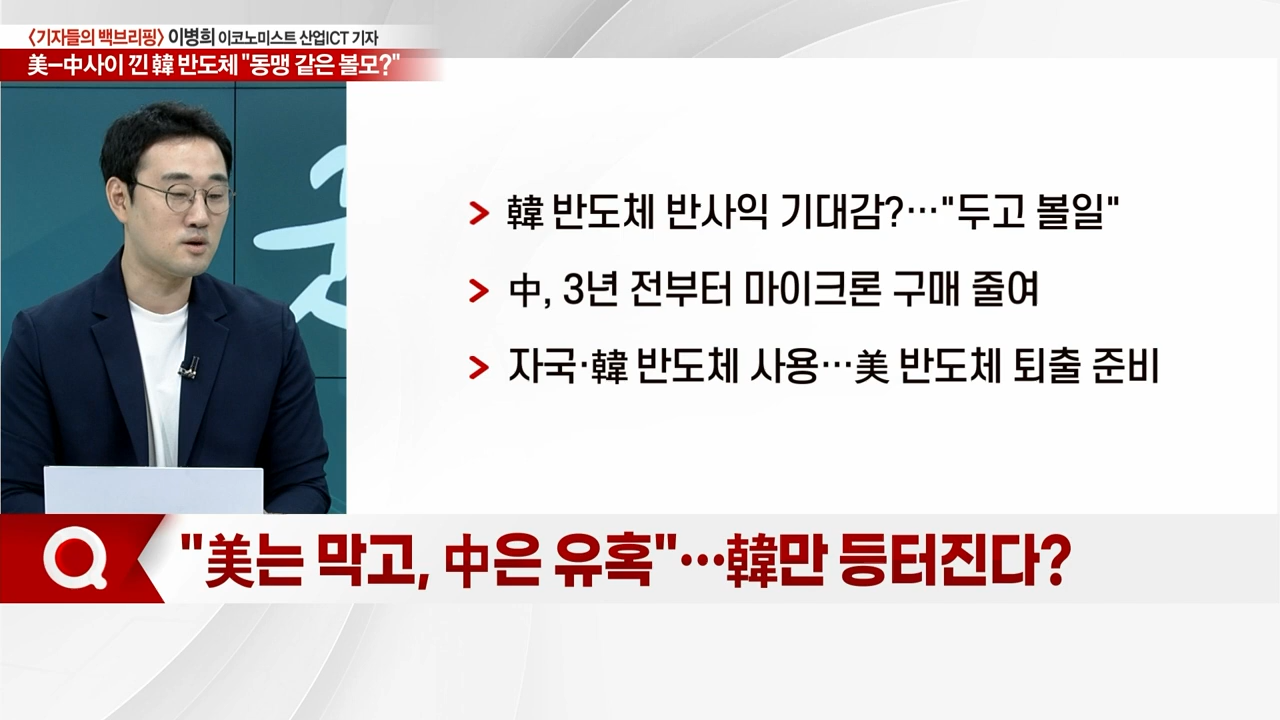 <기자들의 백브리핑> 이병희 이코노미스트 산업ICT 기자
美-中사이 낀 韓 반도체 "동맹 같은 볼모?"
> 韓 반도체 반사익 기대감?…"두고 볼일"
> 中, 3년 전부터 마이크론 구매 줄여
> 자국·韓 반도체 사용…美 반도체 퇴출 준비
"美는 막고, 中은 유혹"…韓만 등터진다?